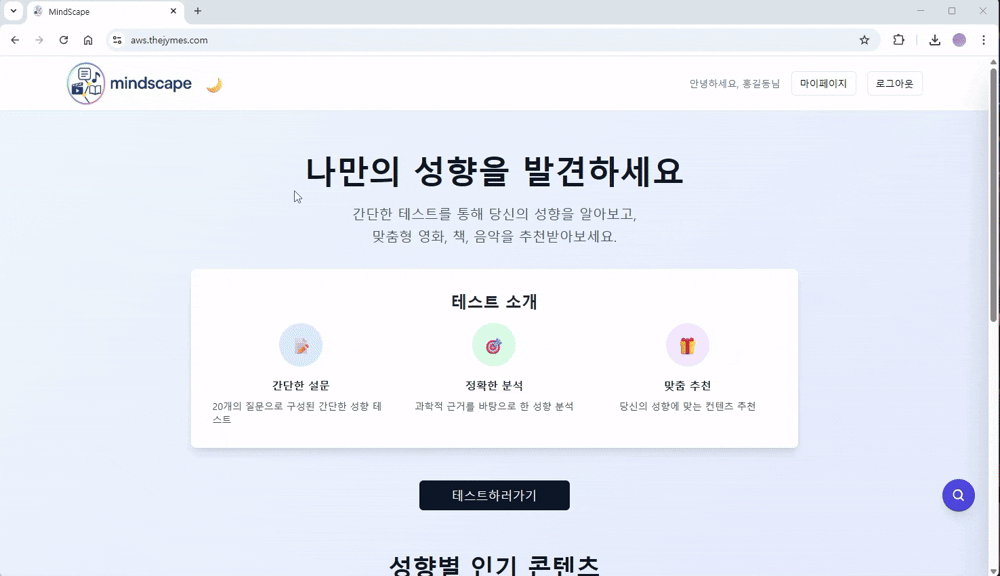 MindScape
aws.thejymes.com
mindscape
안녕하세요, 홍길동님
마이페이지
로그아웃
나만의 성향을 발견하세요
간단한 테스트를 통해 당신의 성향을 알아보고,
맞춤형 영화, 책, 음악을 추천받아보세요.
테스트 소개
간단한 설문
20개의 질문으로 구성된 간단한 성향 테
스트
정확한 분석
과학적 근거를 바탕으로 한 성향 분석
맞춤 추천
당신의 성향에 맞는 컨텐츠 추천
테스트하러가기
성향별 인기 콘텐츠